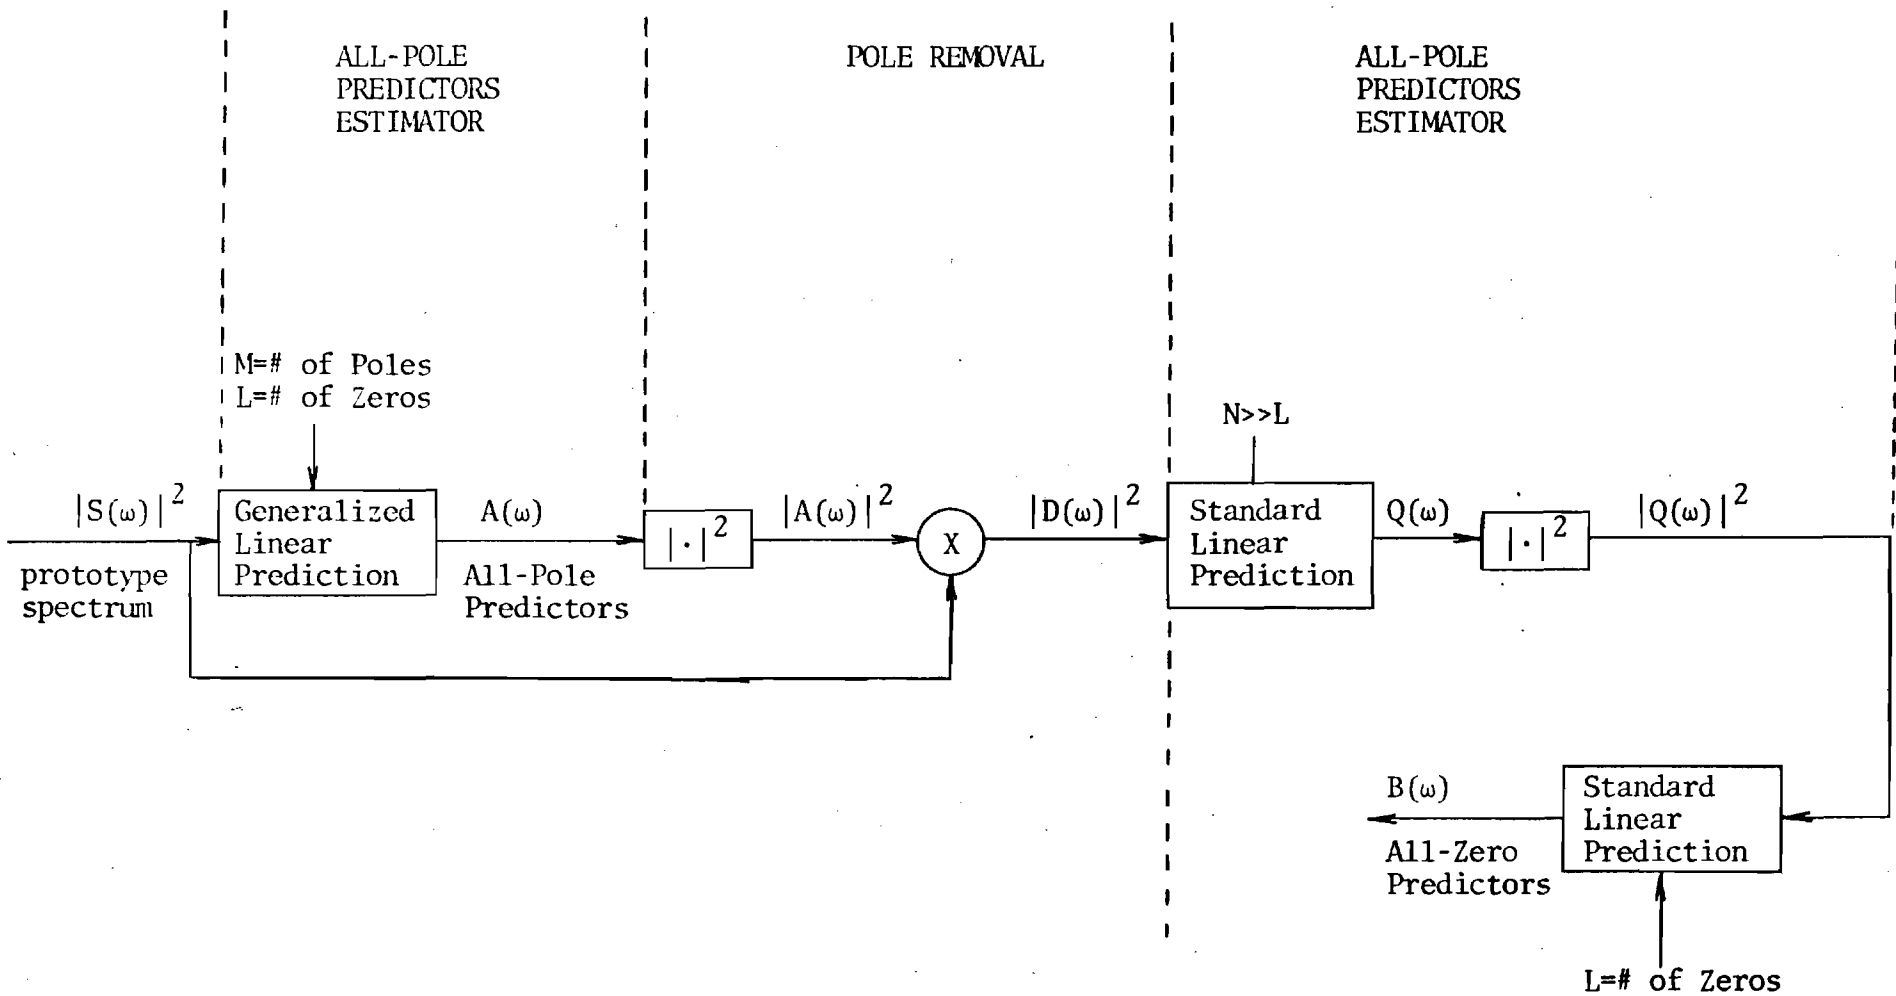 ALL-POLE
PREDICTORS
ESTIMATOR
POLE REMOVAL
ALL-POLE
PREDICTORS
ESTIMATOR
M=# of Poles
L=# of Zeros
N>>L
|S(ω)|²
prototype
spectrum
Generalized
Linear
Prediction
A(ω)
All-Pole
Predictors
|·|²
|A(ω)|²
X
|D(ω)|²
Standard
Linear
Prediction
Q(ω)
|·|²
|Q(ω)|²
B(ω)
All-Zero
Predictors
Standard
Linear
Prediction
L=# of Zeros